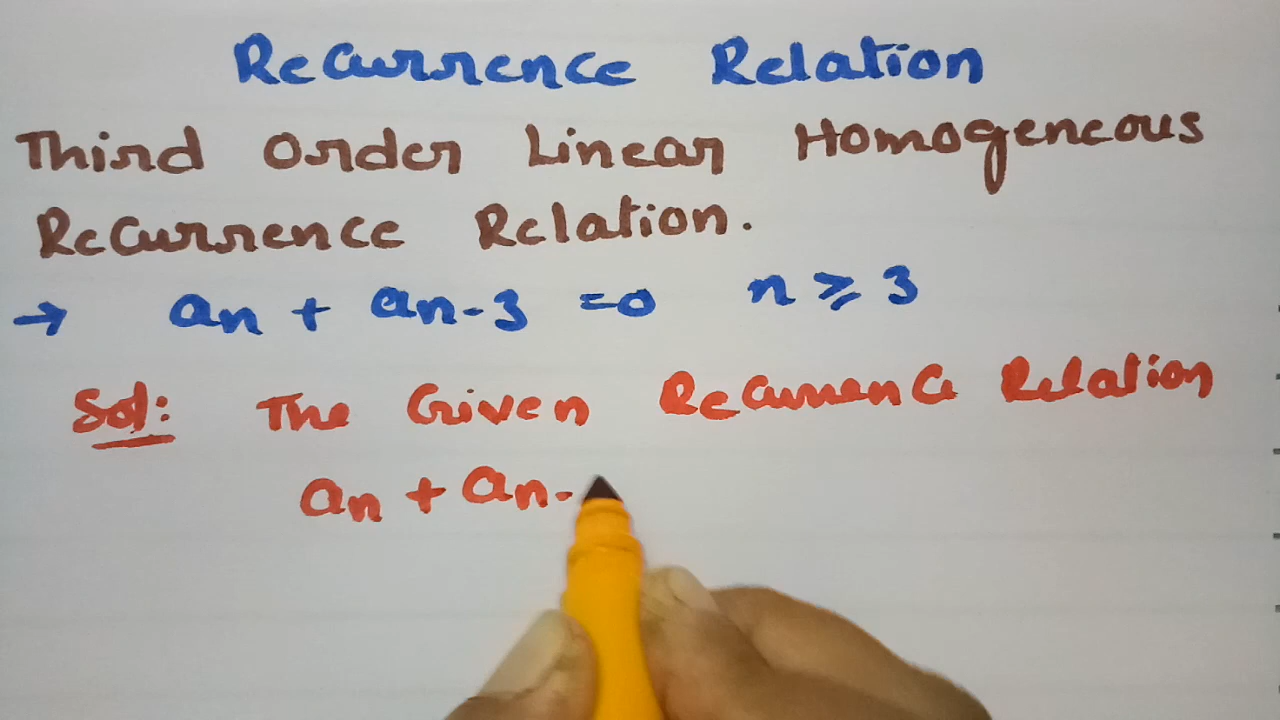 Recurrence Relation
Third Order Linear Homogeneous
Recurrence Relation.
→ an + an-3 =0 n ≥ 3
Sol: The Given Recurrence Relation
an + an-